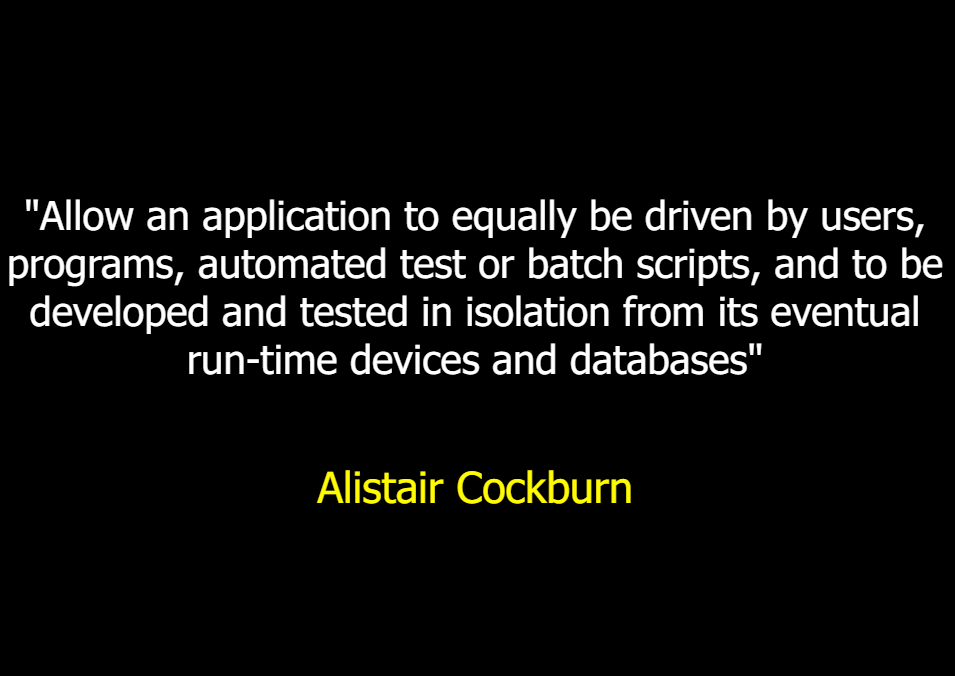 "Allow an application to equally be driven by users,
programs, automated test or batch scripts, and to be
developed and tested in isolation from its eventual
run-time devices and databases"
Alistair Cockburn